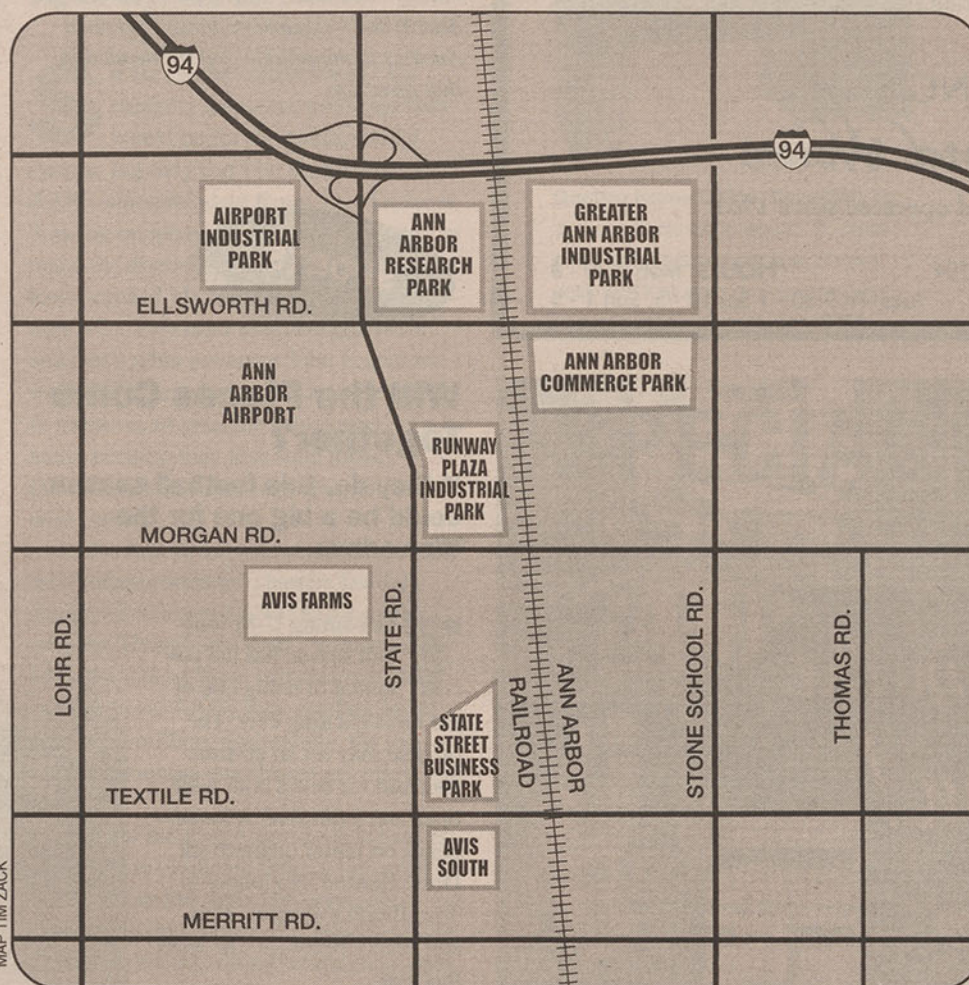 94
94
AIRPORT
INDUSTRIAL
PARK
ANN
ARBOR
RESEARCH
PARK
GREATER
ANN ARBOR
INDUSTRIAL
PARK
ELLSWORTH RD.
ANN
ARBOR
AIRPORT
ANN ARBOR
COMMERCE PARK
RUNWAY
PLAZA
INDUSTRIAL
PARK
MORGAN RD.
AVIS FARMS
LOHR RD.
STATE RD.
ANN ARBOR
RAILROAD
STONE SCHOOL RD.
THOMAS RD.
STATE
STREET
BUSINESS
PARK
TEXTILE RD.
AVIS
SOUTH
MERRITT RD.
MAP TIM ZACK